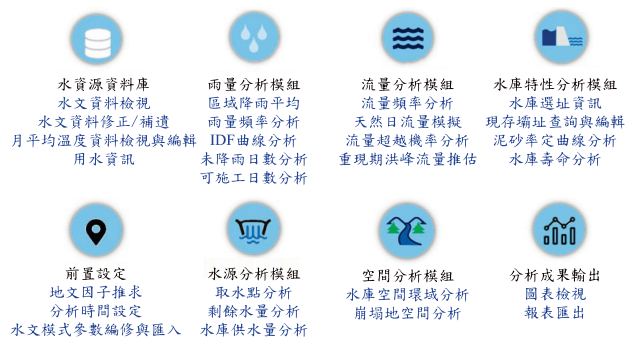 水資源資料庫
水文資料檢視
水文資料修正/補遺
月平均溫度資料檢視與編輯
用水資訊
雨量分析模組
區域降雨平均
雨量頻率分析
IDF曲線分析
未降雨日數分析
可施工日數分析
流量分析模組
流量頻率分析
天然日流量模擬
流量超越機率分析
重現期洪峰流量推估
水庫特性分析模組
水庫選址資訊
現存壩址查詢與編輯
泥砂率定曲線分析
水庫壽命分析
前置設定
地文因子推求
分析時間設定
水文模式參數編修與匯入
水源分析模組
取水點分析
剩餘水量分析
水庫供水量分析
空間分析模組
水庫空間環域分析
崩塌地空間分析
分析成果輸出
圖表檢視
報表匯出